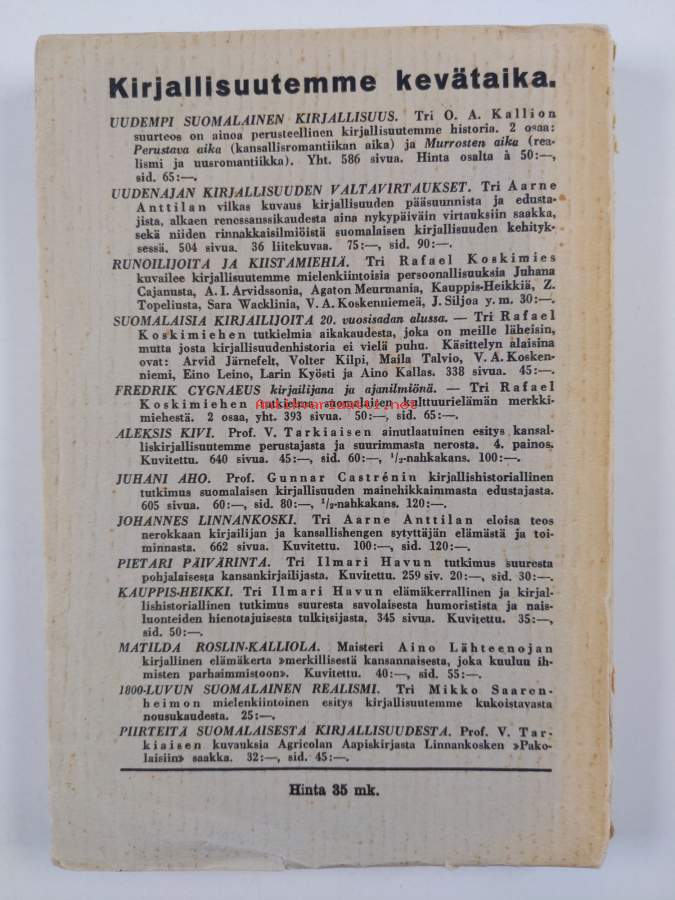 Kirjallisuutemme kevätaika.
UUDEMPI SUOMALAINEN KIRJALLISUUS. Tri O. A. Kallion
suurteos on ainoa perusteellinen kirjallisuutemme historia. 2 osaa:
Perustava aika (kansallisromantiikan aika) ja Murrosten aika (rea-
lismi ja uusromantiikka). Yht. 586 sivua. Hinta osalta à 50:—,
sid. 65:—.
UUDENAJAN KIRJALLISUUDEN VALTAVIRTAUKSET. Tri Aarne
Anttilan vilkas kuvaus kirjallisuuden pääsuunnista ja edusta-
jista, alkaen renessanssikaudesta aina nykypäiväin virtauksiin saakka,
sekä niiden rinnakkaisilmiöistä suomalaisen kirjallisuuden kehityk-
sessä. 504 sivua. 36 liitekuvaa. 75:—, sid. 90:—.
RUNOILIJOITA JA KIISTAMIEHIÄ. Tri Rafael Koskimies
kuvailee kirjallisuutemme mielenkiintoisia persoonallisuuksia Juhana
Cajanusta, A. I. Arvidssonia, Agaton Meurmania, Kauppis-Heikkiä, Z.
Topeliusta, Sara Wacklinia, V. A. Koskenniemeä, J. Siljoa y. m. 30:—.
SUOMALAISIA KIRJAILIJOITA 20. vuosisadan alussa. — Tri Rafael
Koskimiehen tutkielmia aikakaudesta, joka on meille läheisin,
mutta josta kirjallisuudenhistoria ei vielä puhu. Käsittelyn alaisina
ovat: Arvid Järnefelt, Volter Kilpi, Maila Talvio, V. A. Kosken-
niemi, Eino Leino, Larin Kyösti ja Aino Kallas. 338 sivua. 45:—.
FREDRIK CYGNAEUS kirjailijana ja ajanilmiönä. — Tri Rafael
Koskimiehen tutkielma suomalaisen kulttuurielämän merkki-
miehestä. 2 osaa, yht. 393 sivua. 50:—, sid. 65:—.
antikvariaatti.net
ALEKSIS KIVI. Prof. V. Tarkiaisen ainutlaatuinen esitys kansal-
liskirjallisuutemme perustajasta ja suurimmasta nerosta. 4. painos.
Kuvitettu. 640 sivua. 45:—, sid. 60:—, 1/2-nahkakans. 100:—.
JUHANI AHO. Prof. Gunnar Castrénin kirjallishistoriallinen
tutkimus suomalaisen kirjallisuuden mainehikkaimmasta edustajasta.
605 sivua. 60:—, sid. 80:—, 1/2-nahkakans. 120:—.
JOHANNES LINNANKOSKI. Tri Aarne Anttilan eloisa teos
nerokkaan kirjailijan ja kansallishengen sytyttäjän elämästä ja toi-
minnasta. 662 sivua. Kuvitettu. 100:—, sid. 120:—.
PIETARI PÄIVÄRINTA. Tri Ilmari Havun tutkimus suuresta
pohjalaisesta kansankirjailijasta. Kuvitettu. 259 siv. 20:—, sid. 30:—.
KAUPPIS-HEIKKI. Tri Ilmari Havun elämäkerrallinen ja kirjal-
lishistoriallinen tutkimus suuresta savolaisesta humoristista ja nais-
luonteiden hienotajuisesta tulkitsijasta. 345 sivua. Kuvitettu. 35:—,
sid. 50:—.
MATILDA ROSLIN-KALLIOLA. Maisteri Aino Lähteenojan
kirjallinen elämäkerta »merkillisestä kansannaisesta, joka kuuluu ih-
misten parhaimmistoon». Kuvitettu. 40:—, sid. 55:—.
1800-LUVUN SUOMALAINEN REALISMI. Tri Mikko Saaren-
heimon mielenkiintoinen esitys kirjallisuutemme kukoistavasta
nousukaudesta. 25:—.
PIIRTEITÄ SUOMALAISESTA KIRJALLISUUDESTA. Prof. V. Tar-
kiaisen kuvauksia Agricolan Aapiskirjasta Linnankosken »Pako-
laisiin» saakka. 32:—, sid. 45:—.
Hinta 35 mk.